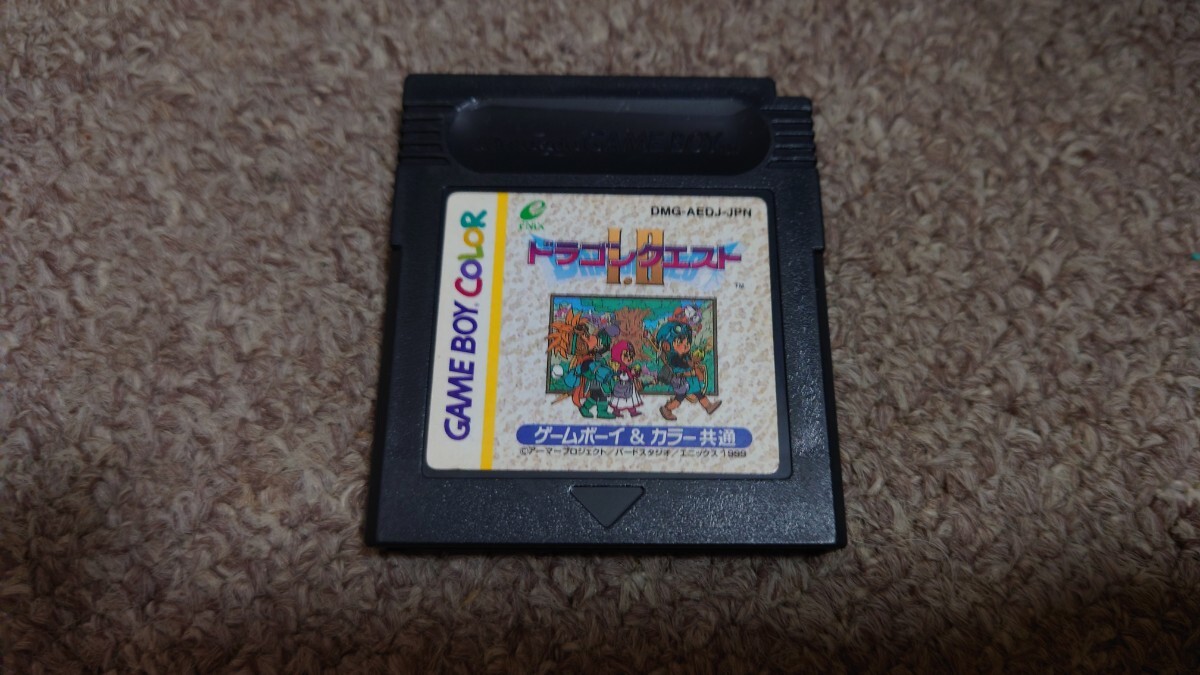 GAME BOY COLOR
ENIX
DMG-AEDJ-JPN
ドラゴンクエスト
I・II
TM
ゲームボーイ & カラー共通
©アーマープロジェクト/バードスタジオ/エニックス 1999